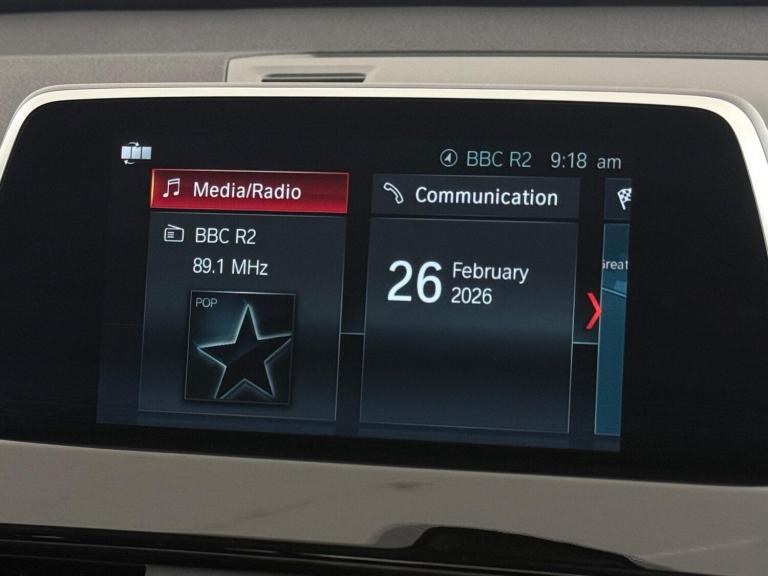 BBC R2 9:18 am
Media/Radio
BBC R2
89.1 MHz
POP
Communication
26 February
2026